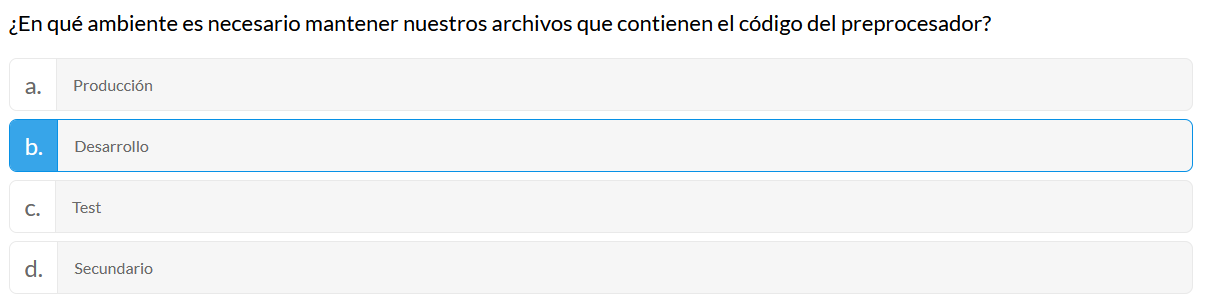 ¿En qué ambiente es necesario mantener nuestros archivos que contienen el código del preprocesador?
a. Producción
b. Desarrollo
c. Test
d. Secundario